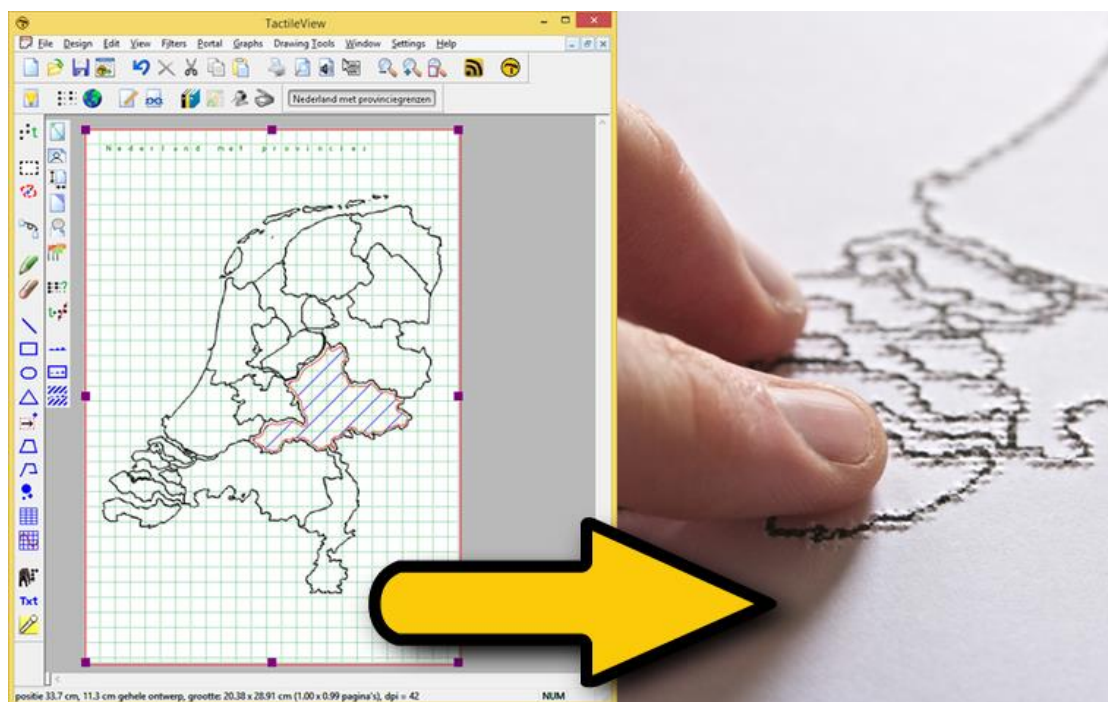 TactileView
File Design Edit View Filters Portal Graphs Drawing Tools Window Settings Help
Nederland met provinciegrenzen
t
Nederland met provincies
Txt
positie 33.7 cm, 11.3 cm gehele ontwerp, grootte: 20.38 x 28.91 cm (1.00 x 0.99 pagina's), dpi = 42 NUM